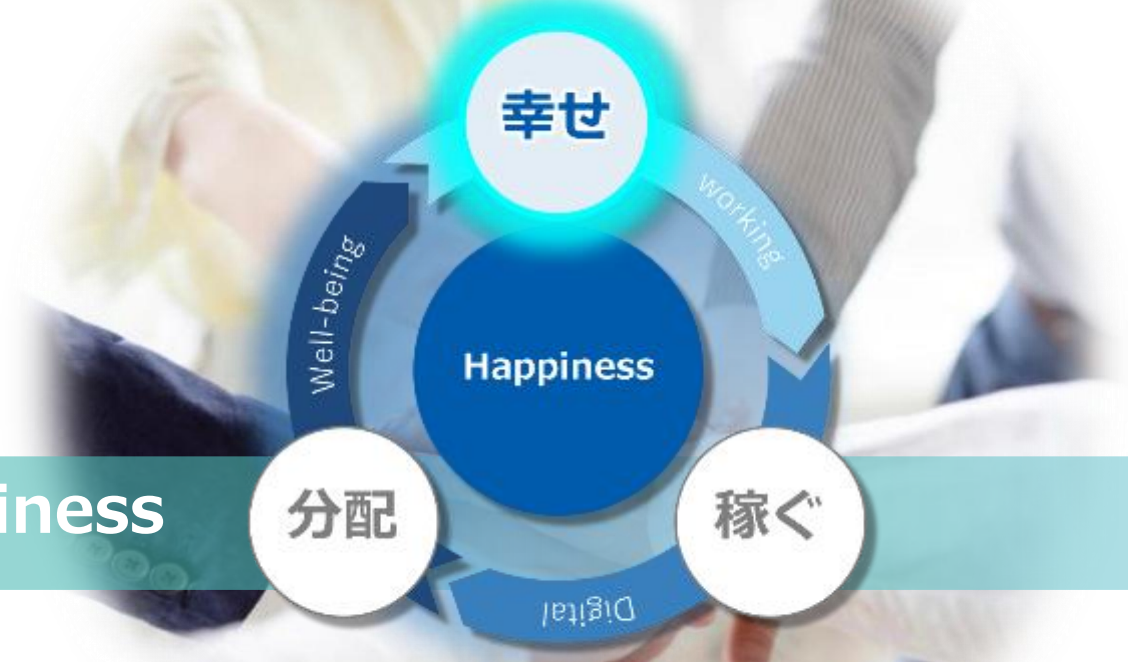 幸せ
working
Well-being
Happiness
iness
分配
稼ぐ
Digital